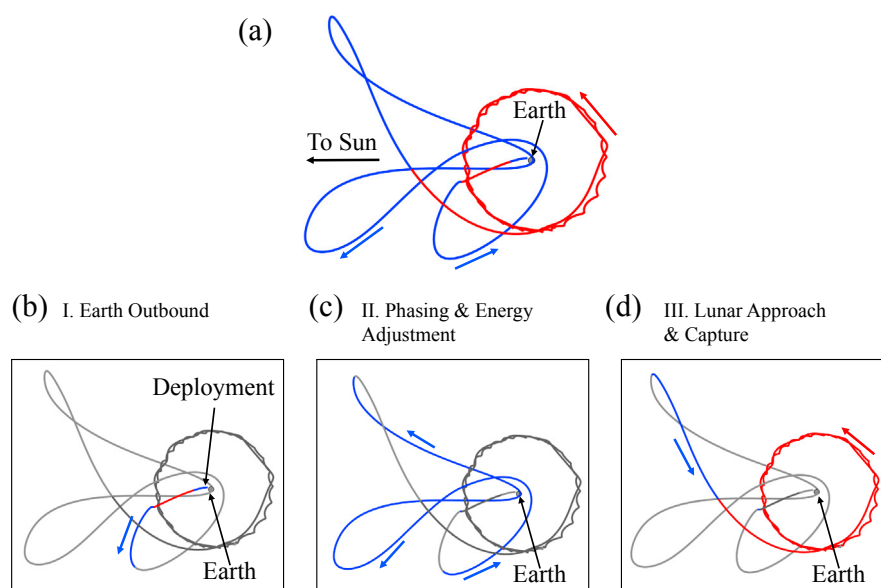 (a)
Earth
To Sun
(b) I. Earth Outbound
(c) II. Phasing & Energy
Adjustment
(d) III. Lunar Approach
& Capture
Deployment
Earth
Earth
Earth